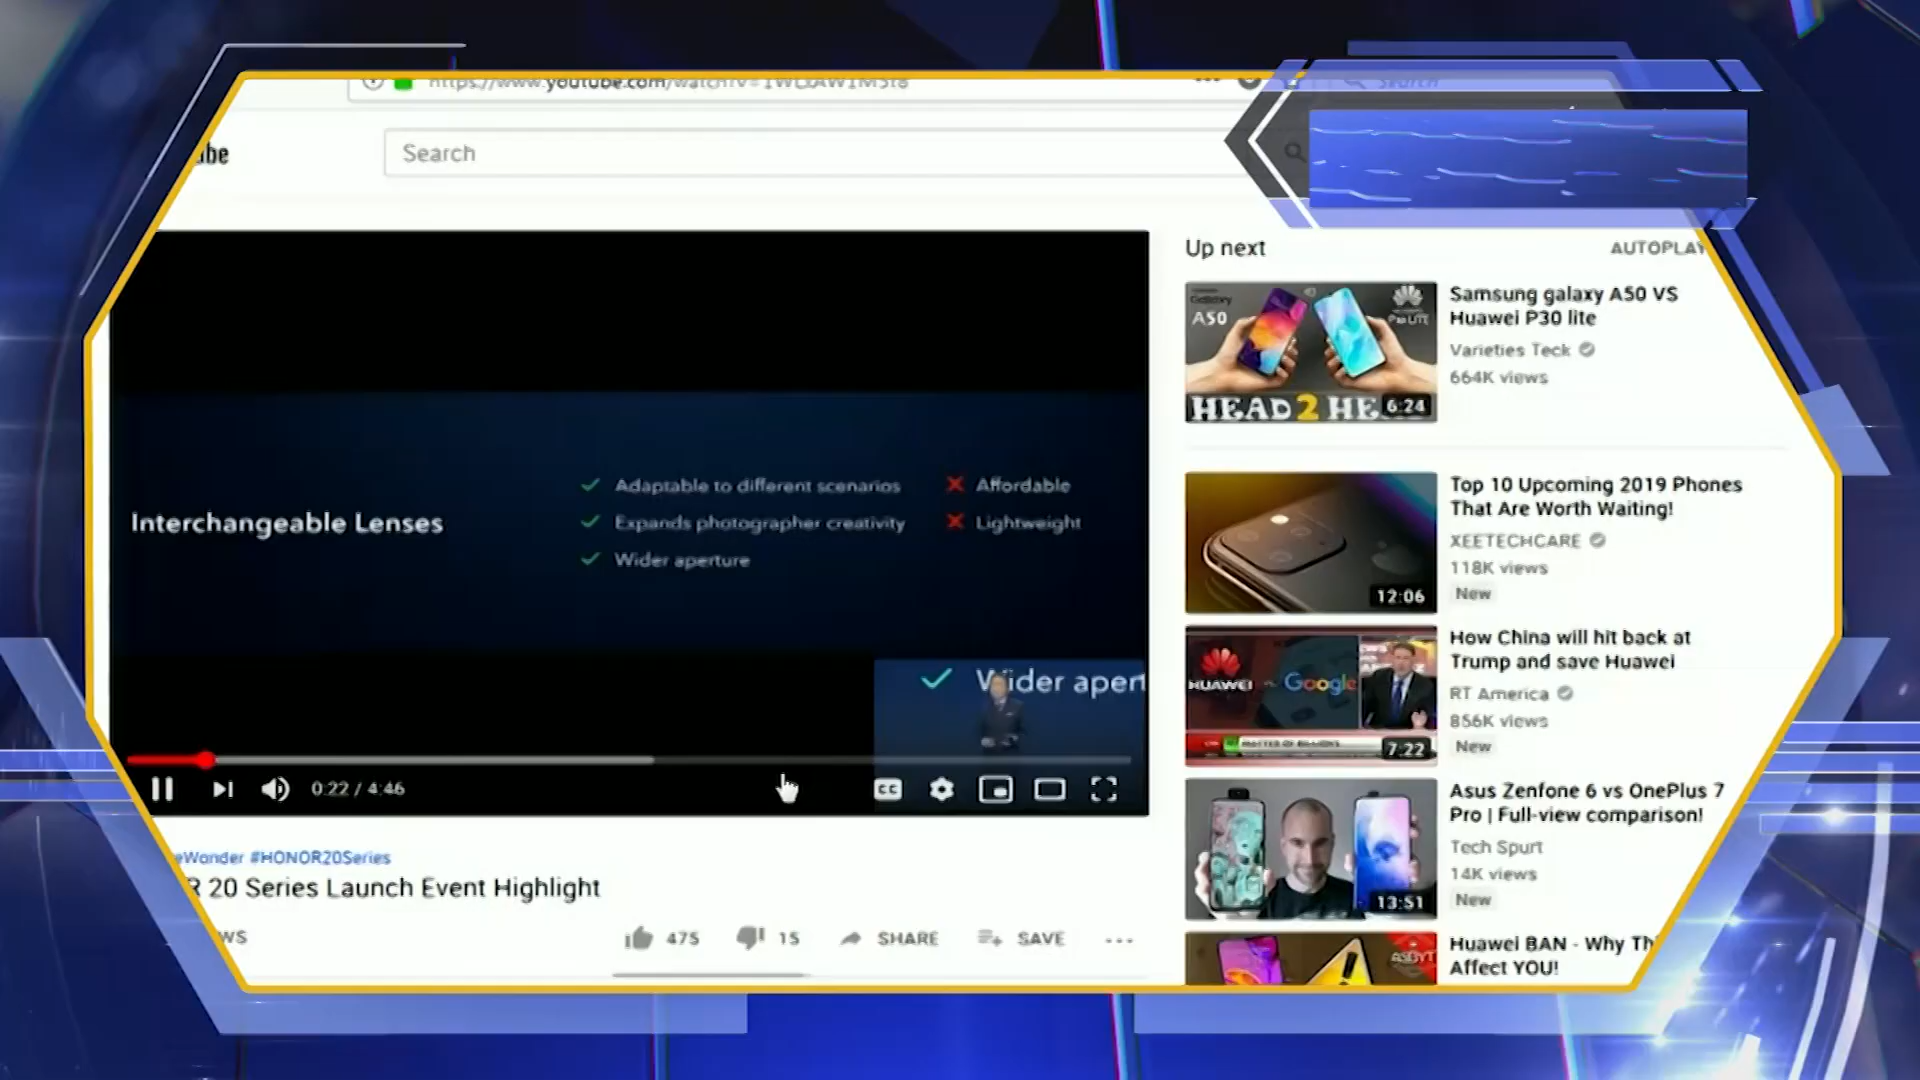 youtube.com
Search
Search
Up next
AUTOPLAY
Galaxy
A50
HEAD 2 HE
6:24
Samsung galaxy A50 VS
Huawei P30 lite
Varieties Teck
664K views
Interchangeable Lenses
Adaptable to different scenarios
Expands photographer creativity
Wider aperture
Affordable
Lightweight
Wider apert
12:06
Top 10 Upcoming 2019 Phones
That Are Worth Waiting!
XEETECHCARE
118K views
New
HUAWEI
Google
7:22
How China will hit back at
Trump and save Huawei
RT America
856K views
New
0:22 / 4:46
CC
13:51
Asus Zenfone 6 vs OnePlus 7
Pro | Full-view comparison!
Tech Spurt
14K views
New
eWonder #HONOR20Series
R 20 Series Launch Event Highlight
475
15
SHARE
SAVE
Huawei BAN - Why Th
Affect YOU!